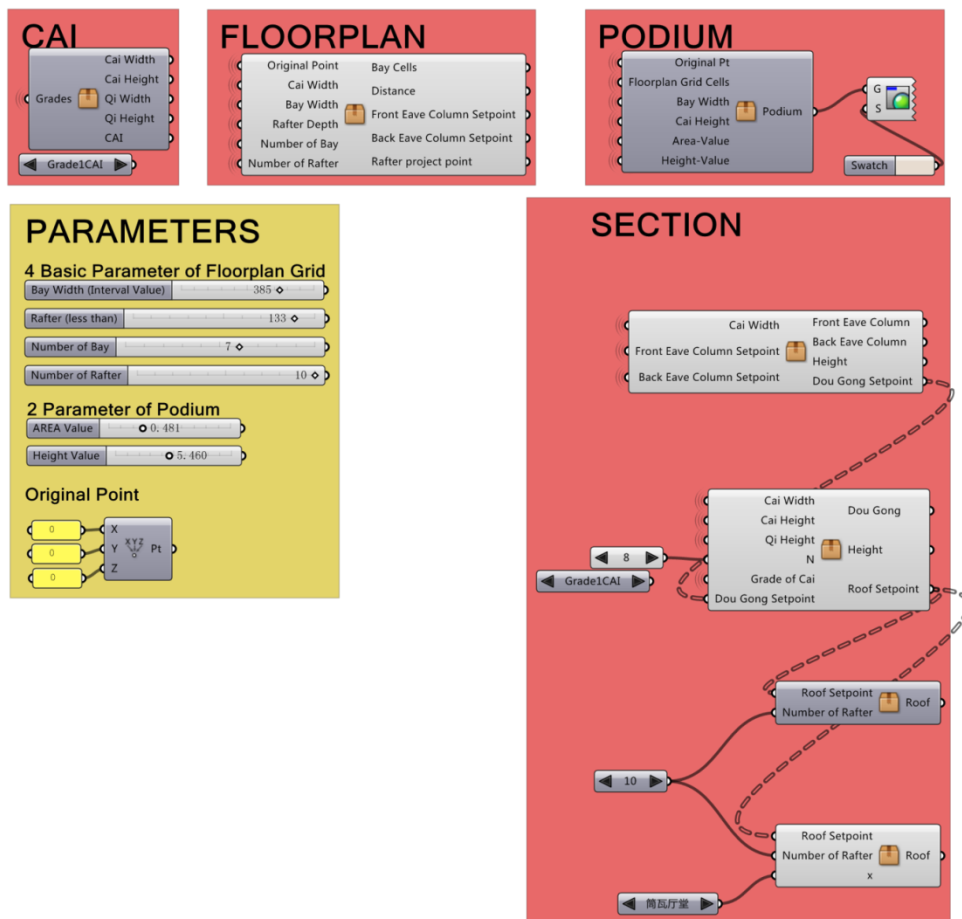 CAI
Cai Width
Cai Height
Grades
Qi Width
Qi Height
CAI
Grade1CAI
FLOORPLAN
Original Point
Cai Width
Bay Width
Rafter Depth
Number of Bay
Number of Rafter
Bay Cells
Distance
Front Eave Column Setpoint
Back Eave Column Setpoint
Rafter project point
PODIUM
Original Pt
Floorplan Grid Cells
Bay Width
Cai Height
Area-Value
Height-Value
Podium
G
S
Swatch
PARAMETERS
4 Basic Parameter of Floorplan Grid
Bay Width (Interval Value) 385
Rafter (less than) 133
Number of Bay 7
Number of Rafter 10
2 Parameter of Podium
AREA Value 0.481
Height Value 5.460
Original Point
0
0
0
X
Y
Z
XYZ
Pt
SECTION
Cai Width
Front Eave Column Setpoint
Back Eave Column Setpoint
Front Eave Column
Back Eave Column
Height
Dou Gong Setpoint
Cai Width
Cai Height
Qi Height
N
Grade of Cai
Dou Gong Setpoint
Dou Gong
Height
Roof Setpoint
8
Grade1CAI
Roof Setpoint
Number of Rafter
Roof
10
Roof Setpoint
Number of Rafter
x
Roof
筒瓦厅堂